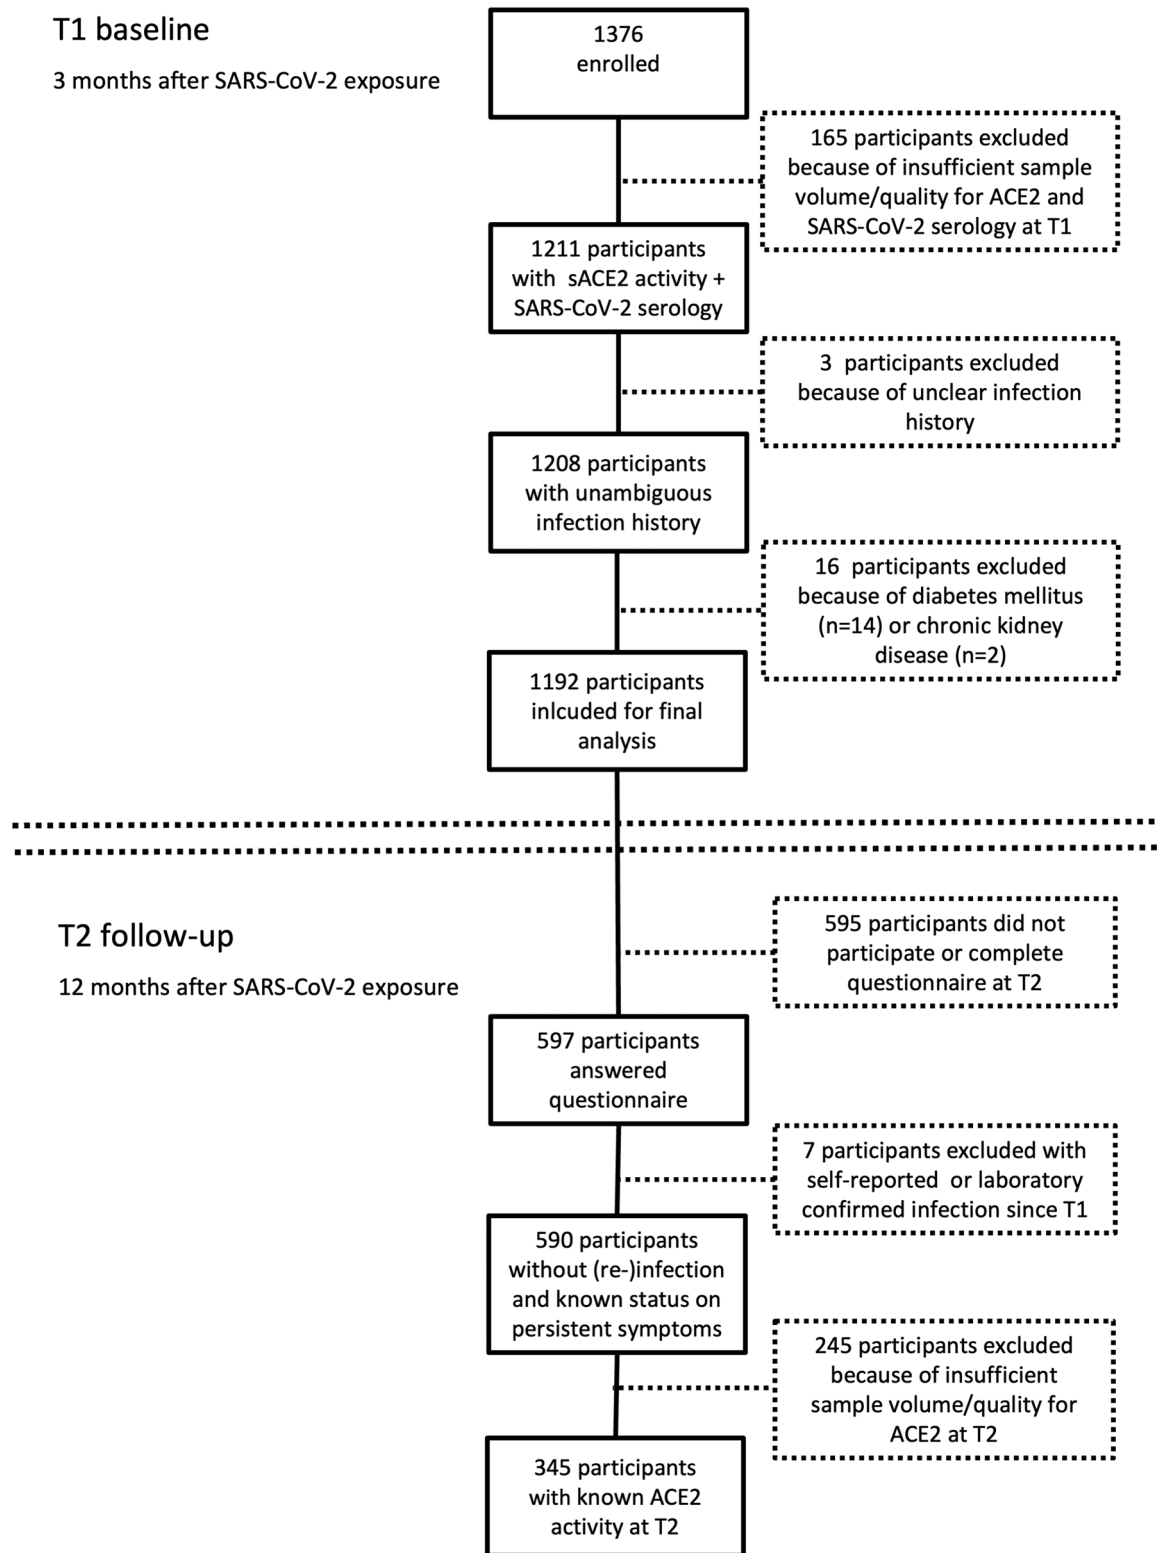 T1 baseline
3 months after SARS-CoV-2 exposure
1376
enrolled
165 participants excluded
because of insufficient sample
volume/quality for ACE2 and
SARS-CoV-2 serology at T1
1211 participants
with sACE2 activity +
SARS-CoV-2 serology
3 participants excluded
because of unclear infection
history
1208 participants
with unambiguous
infection history
16 participants excluded
because of diabetes mellitus
(n=14) or chronic kidney
disease (n=2)
1192 participants
inlcuded for final
analysis
T2 follow-up
12 months after SARS-CoV-2 exposure
595 participants did not
participate or complete
questionnaire at T2
597 participants
answered
questionnaire
7 participants excluded with
self-reported or laboratory
confirmed infection since T1
590 participants
without (re-)infection
and known status on
persistent symptoms
245 participants excluded
because of insufficient
sample volume/quality for
ACE2 at T2
345 participants
with known ACE2
activity at T2